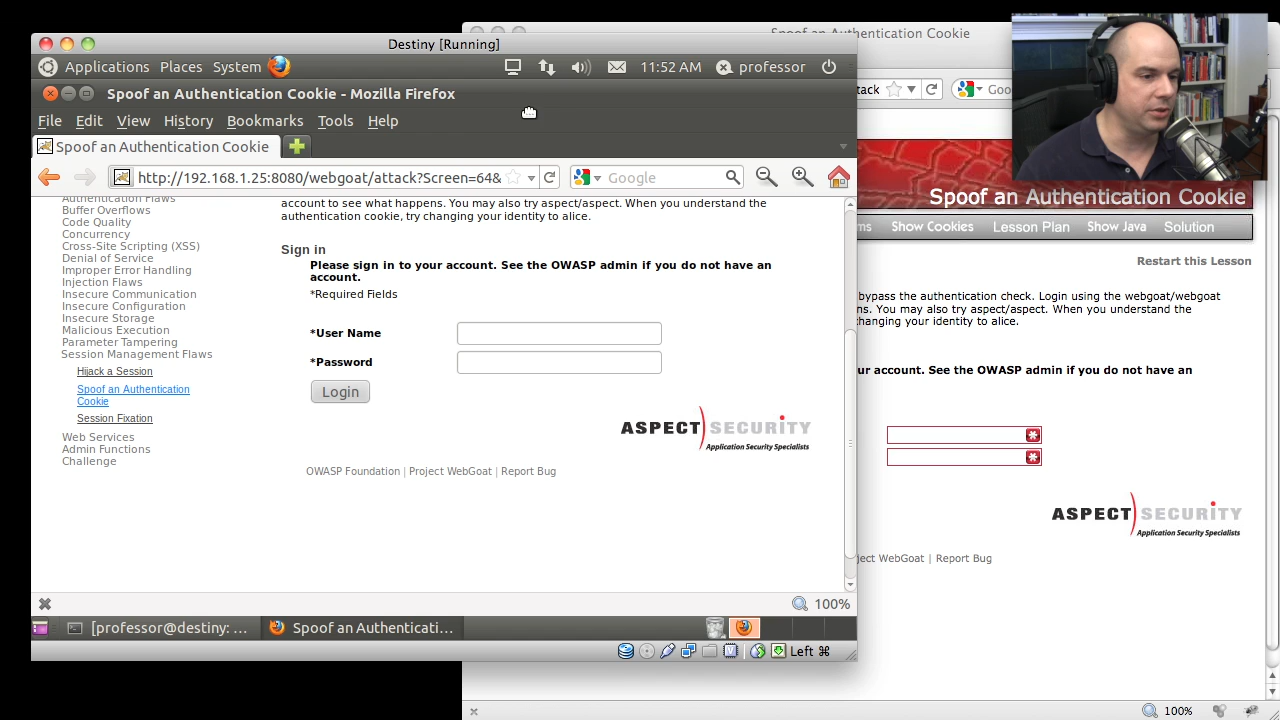 Spoof an Authentication Cookie
Destiny [Running]
Applications Places System 11:52 AM professor
Spoof an Authentication Cookie - Mozilla Firefox
File Edit View History Bookmarks Tools Help
Spoof an Authentication Cookie
http://192.168.1.25:8080/webgoat/attack?Screen=64&
Google
Authentication Flaws
Buffer Overflows
Code Quality
Concurrency
Cross-Site Scripting (XSS)
Denial of Service
Improper Error Handling
Injection Flaws
Insecure Communication
Insecure Configuration
Insecure Storage
Malicious Execution
Parameter Tampering
Session Management Flaws
Hijack a Session
Spoof an Authentication
Cookie
Session Fixation
Web Services
Admin Functions
Challenge
account to see what happens. You may also try aspect/aspect. When you understand the
authentication cookie, try changing your identity to alice.
Sign in
Please sign in to your account. See the OWASP admin if you do not have an
account.
*Required Fields
*User Name
*Password
Login
ASPECT)SECURITY
Application Security Specialists
OWASP Foundation | Project WebGoat | Report Bug
100%
[professor@destiny: ...
Spoof an Authenticati...
Left ⌘
tack
Goo
Spoof an Authentication Cookie
ms Show Cookies Lesson Plan Show Java Solution
Restart this Lesson
bypass the authentication check. Login using the webgoat/webgoat
ns. You may also try aspect/aspect. When you understand the
changing your identity to alice.
ur account. See the OWASP admin if you do not have an
ASPECT)SECURITY
Application Security Specialists
ject WebGoat | Report Bug
100%